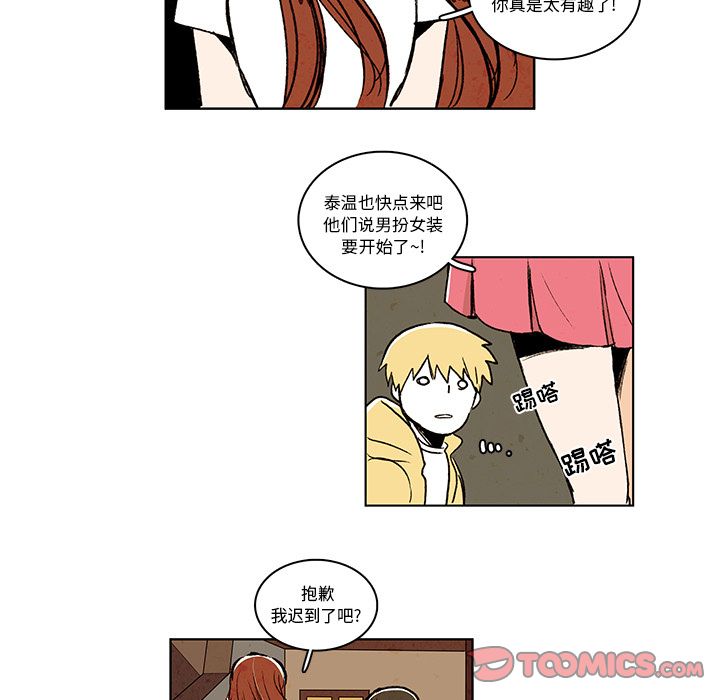 你真是太有趣了!
泰温也快点来吧
他们说男扮女装
要开始了~!
踢嗒
踢嗒
抱歉
我迟到了吧?
TOOMICS.COM